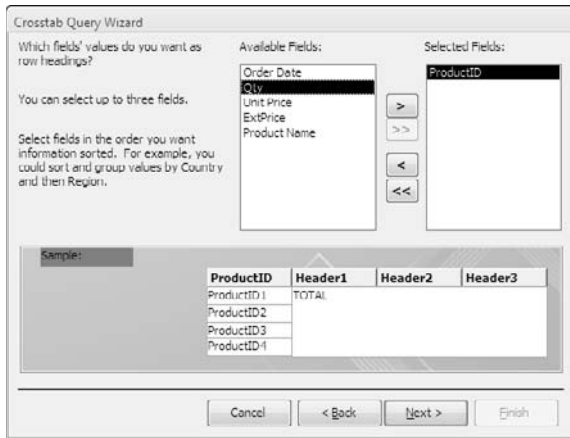 Crosstab Query Wizard
Which fields' values do you want as
row headings?
You can select up to three fields.
Select fields in the order you want
information sorted. For example, you
could sort and group values by Country
and then Region.
Available Fields:
Order Date
Qty
Unit Price
ExtPrice
Product Name
>
>>
<
<<
Selected Fields:
ProductID
Sample:
ProductID Header1 Header2 Header3
ProductID1 TOTAL
ProductID2
ProductID3
ProductID4
Cancel < Back Next > Finish